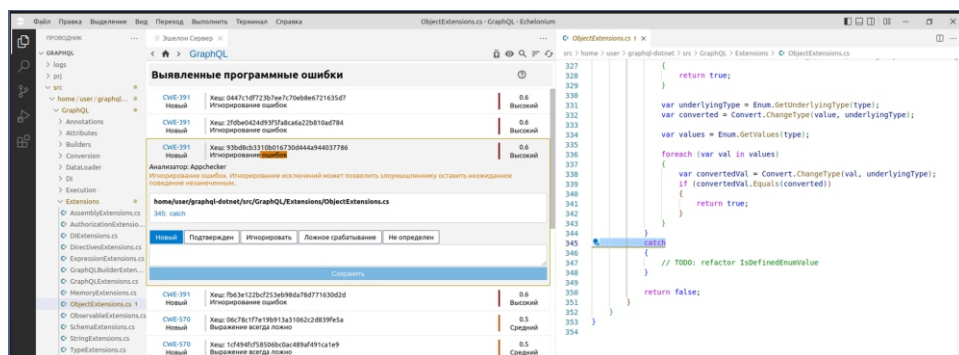 Файл Правка Выделение Вид Переход Выполнить Терминал Справка
ObjectExtensions.cs - GraphQL - Echelonium
ПРОВОДНИК
GRAPHQL
logs
prj
src
home/user/graphql...
GraphQL
Annotations
Attributes
Builders
Conversion
DataLoader
DI
Execution
Extensions
AssemblyExtensions.cs
AuthorizationExtensio...
DIExtensions.cs
DirectivesExtensions.cs
ExpressionExtensions.cs
GraphQLBuilderExten...
GraphQLExtensions.cs
MemoryExtensions.cs
ObjectExtensions.cs 1
ObservableExtensions.cs
SchemaExtensions.cs
StringExtensions.cs
TypeExtensions.cs
Эшелон Сервер
GraphQL
Выявленные программные ошибки
CWE-391 Хеш: 0447c1df723b7ee7c70eb8e6721635d7 0.6
Новый Игнорирование ошибок Высокий
CWE-391 Хеш: 2fdbe0424d93f5fa8ca6a22b810ad784 0.6
Новый Игнорирование ошибок Высокий
CWE-391 Хеш: 93bd8cb3310b016730d444a944037786 0.6
Новый Игнорирование ошибок Высокий
Анализатор: Appchecker
Игнорирование ошибок. Игнорирование исключений может позволить злоумышленнику оставить неожиданное
поведение незамеченным.
home/user/graphql-dotnet/src/GraphQL/Extensions/ObjectExtensions.cs
345: catch
Новый Подтвержден Игнорировать Ложное срабатывание Не определен
Сохранить
CWE-391 Хеш: fb63e122bcf253eb98da78d771630d2d 0.6
Новый Игнорирование ошибок Высокий
CWE-570 Хеш: 06c78c1f7e19b913a31062c2d839fe5a 0.5
Новый Выражение всегда ложно Средний
CWE-570 Хеш: 1cf494fcf58506bc0ac489af491ca1e9 0.5
Новый Выражение всегда ложно Средний
ObjectExtensions.cs 1
src > home > user > graphql-dotnet > src > GraphQL > Extensions > ObjectExtensions.cs
327 {
328 return true;
329 }
330
331 var underlyingType = Enum.GetUnderlyingType(type);
332 var converted = Convert.ChangeType(value, underlyingType);
333
334 var values = Enum.GetValues(type);
335
336 foreach (var val in values)
337 {
338 var convertedVal = Convert.ChangeType(val, underlyingType);
339 if (convertedVal.Equals(converted))
340 {
341 return true;
342 }
343 }
344 }
345 catch
346 {
347 // TODO: refactor IsDefinedEnumValue
348 }
349
350 return false;
351 }
352 }
353 }
354